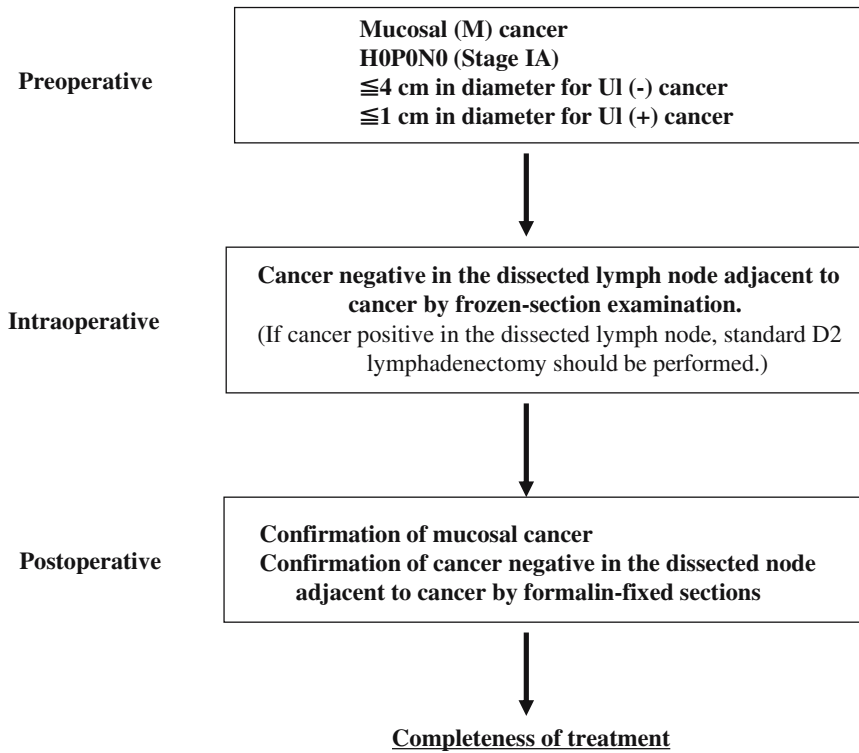 Preoperative
Mucosal (M) cancer
H0P0N0 (Stage IA)
≦4 cm in diameter for Ul (-) cancer
≦1 cm in diameter for Ul (+) cancer
Intraoperative
Cancer negative in the dissected lymph node adjacent to
cancer by frozen-section examination.
(If cancer positive in the dissected lymph node, standard D2
lymphadenectomy should be performed.)
Postoperative
Confirmation of mucosal cancer
Confirmation of cancer negative in the dissected node
adjacent to cancer by formalin-fixed sections
Completeness of treatment